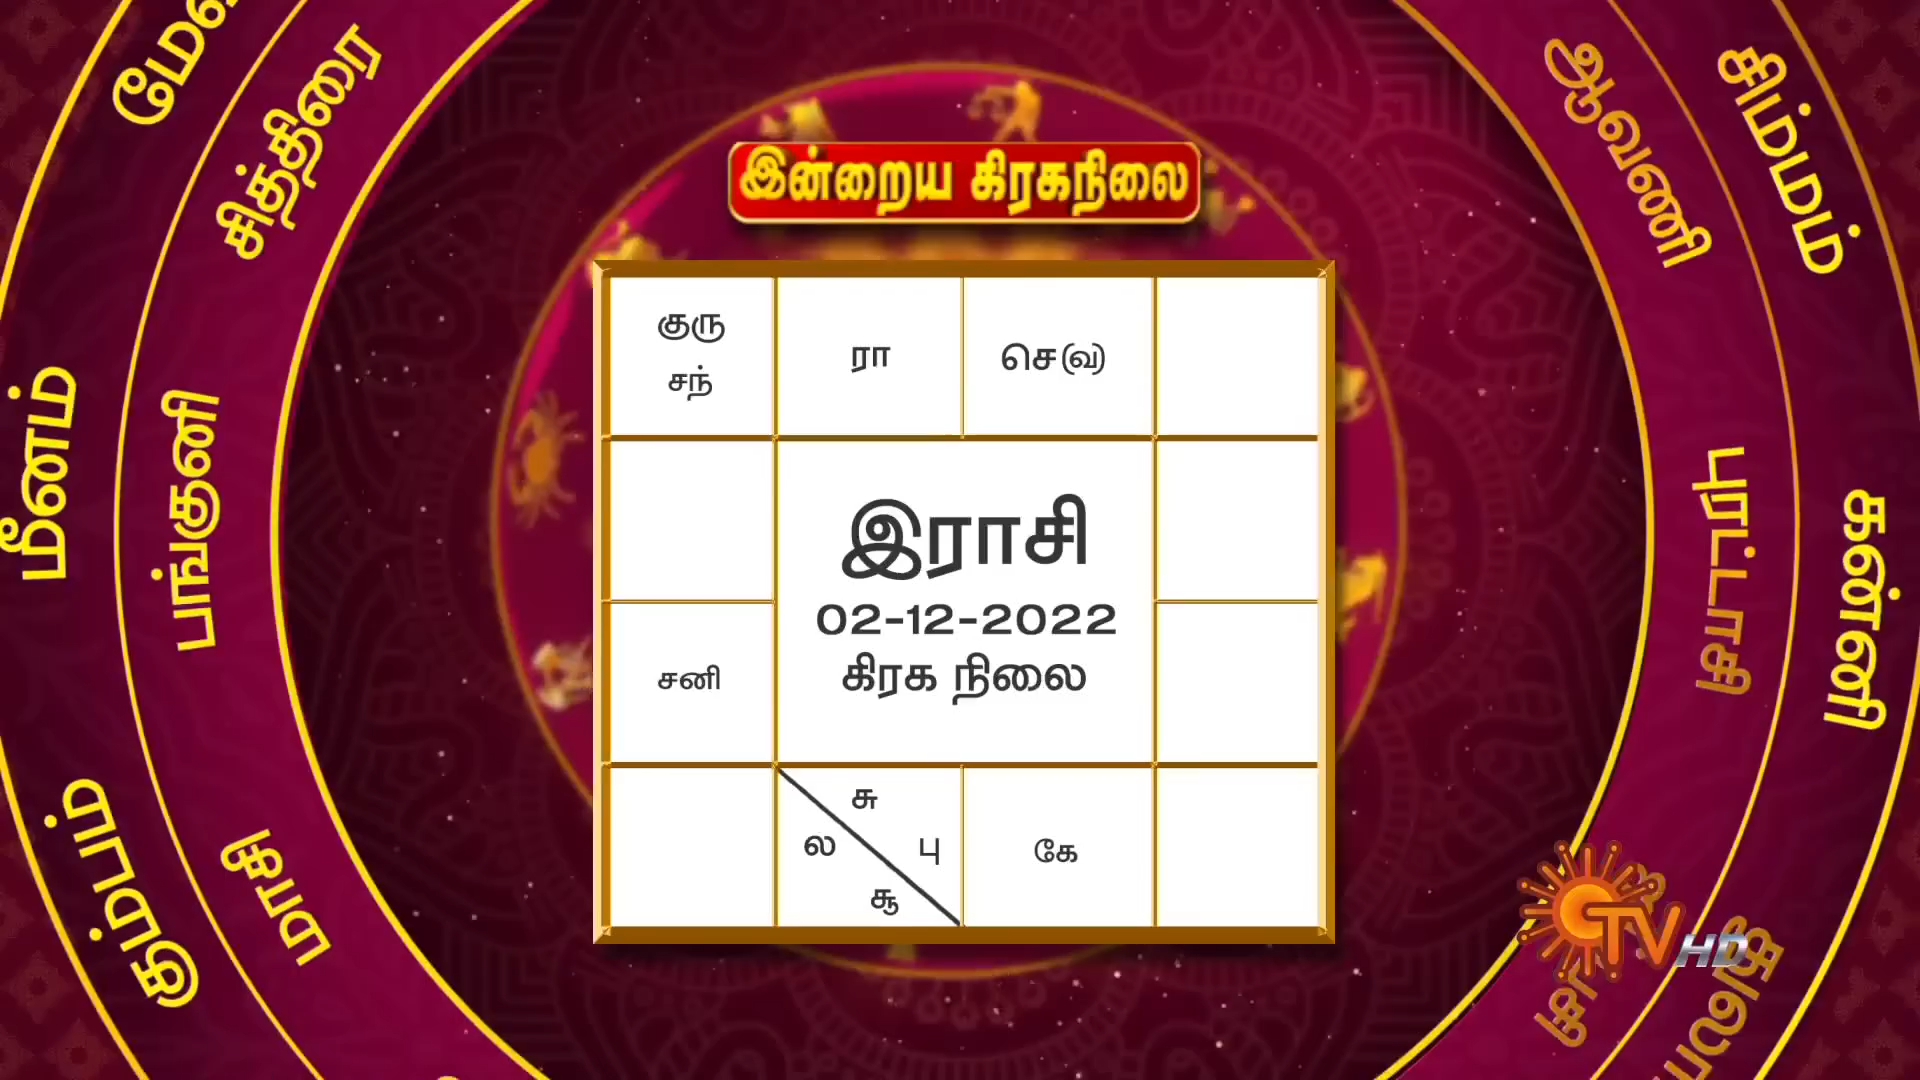 இன்றைய கிரகநிலை
குரு
சந்
ரா
செ(வ)
இராசி
02-12-2022
கிரக நிலை
சனி
சு
ல
பு
சூ
கே
சித்திரை
மீனம்
பங்குனி
கும்பம்
மாசி
ஆவணி
சிம்மம்
புரட்டாசி
கன்னி
TV HD